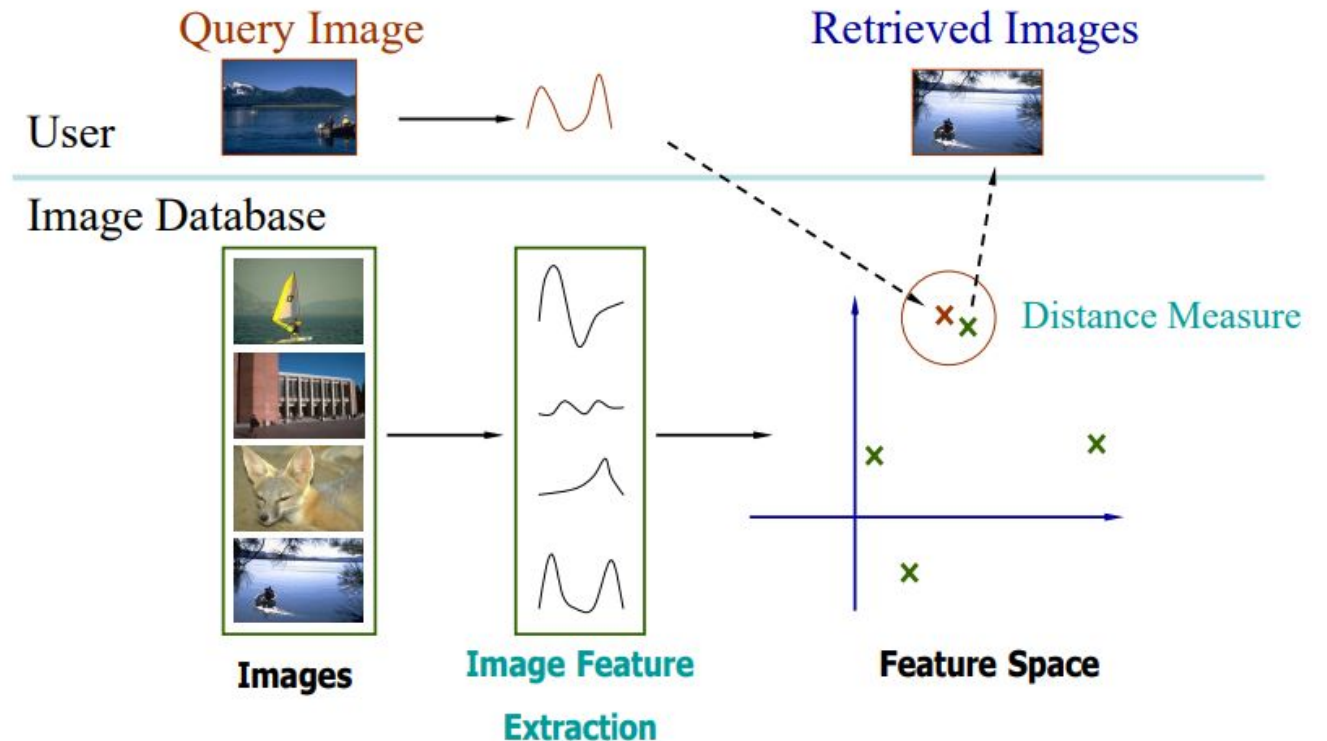 Query Image
Retrieved Images
User
Image Database
Distance Measure
Images
Image Feature
Extraction
Feature Space